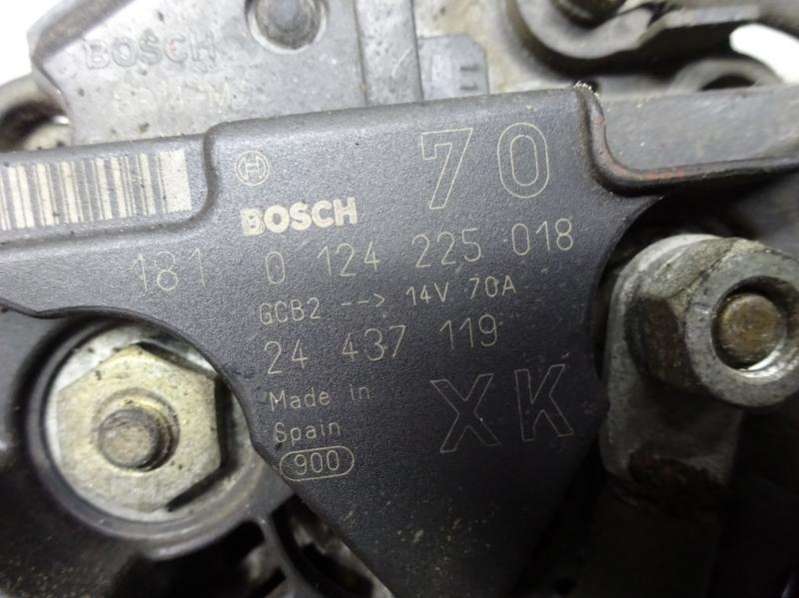 BOSCH
70
BOSCH
181 0 124 225 018
GCB2 --> 14V 70A
24 437 119
Made in
Spain
XK
900